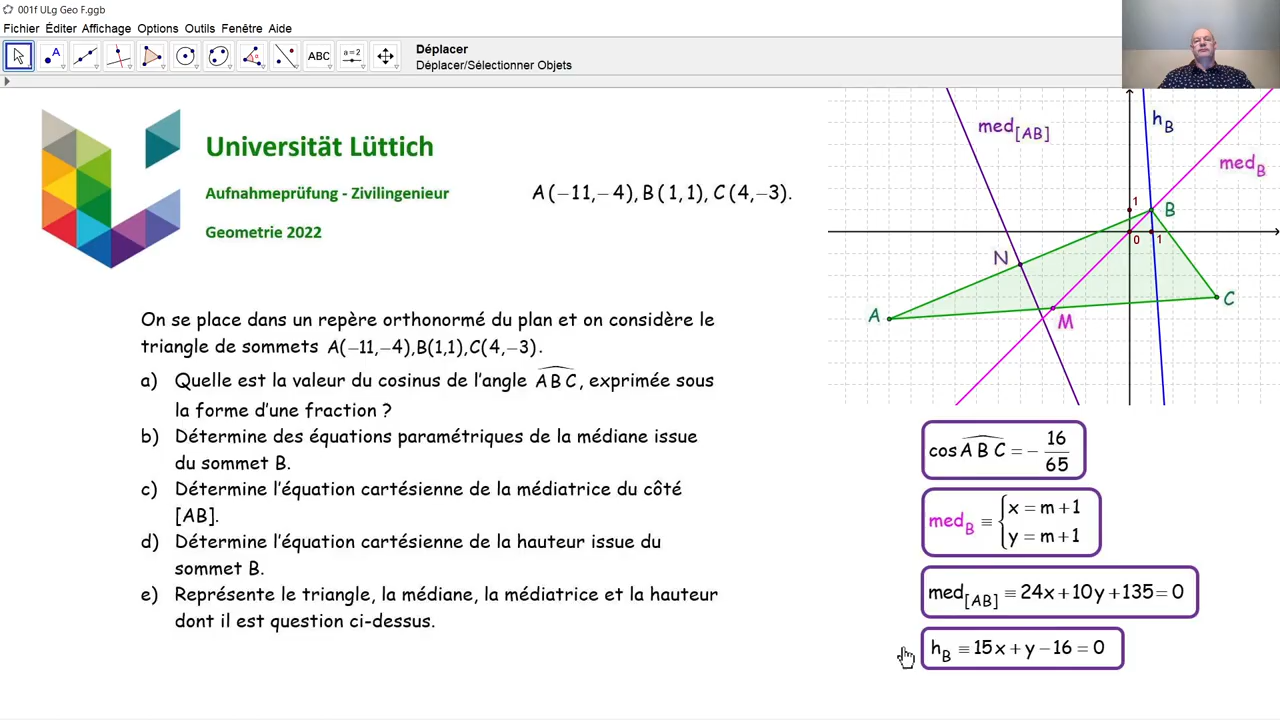 001f ULg Geo F.ggb
Fichier Éditer Affichage Options Outils Fenêtre Aide
A
ABC
a=2
Déplacer
Déplacer/Sélectionner Objets
Universität Lüttich
Aufnahmeprüfung - Zivilingenieur
Geometrie 2022
A(−11,−4), B(1,1), C(4,−3).
On se place dans un repère orthonormé du plan et on considère le
triangle de sommets A(−11,−4),B(1,1),C(4,−3).
a) Quelle est la valeur du cosinus de l'angle ABC, exprimée sous
la forme d'une fraction ?
b) Détermine des équations paramétriques de la médiane issue
du sommet B.
c) Détermine l'équation cartésienne de la médiatrice du côté
[AB].
d) Détermine l'équation cartésienne de la hauteur issue du
sommet B.
e) Représente le triangle, la médiane, la médiatrice et la hauteur
dont il est question ci-dessus.
med[AB]
hB
medB
1
B
0
1
N
A
M
C
cos ABC = − 16/65
medB ≡ { x = m+1
y = m+1
med[AB] ≡ 24x+10y+135=0
hB ≡ 15x+y−16=0